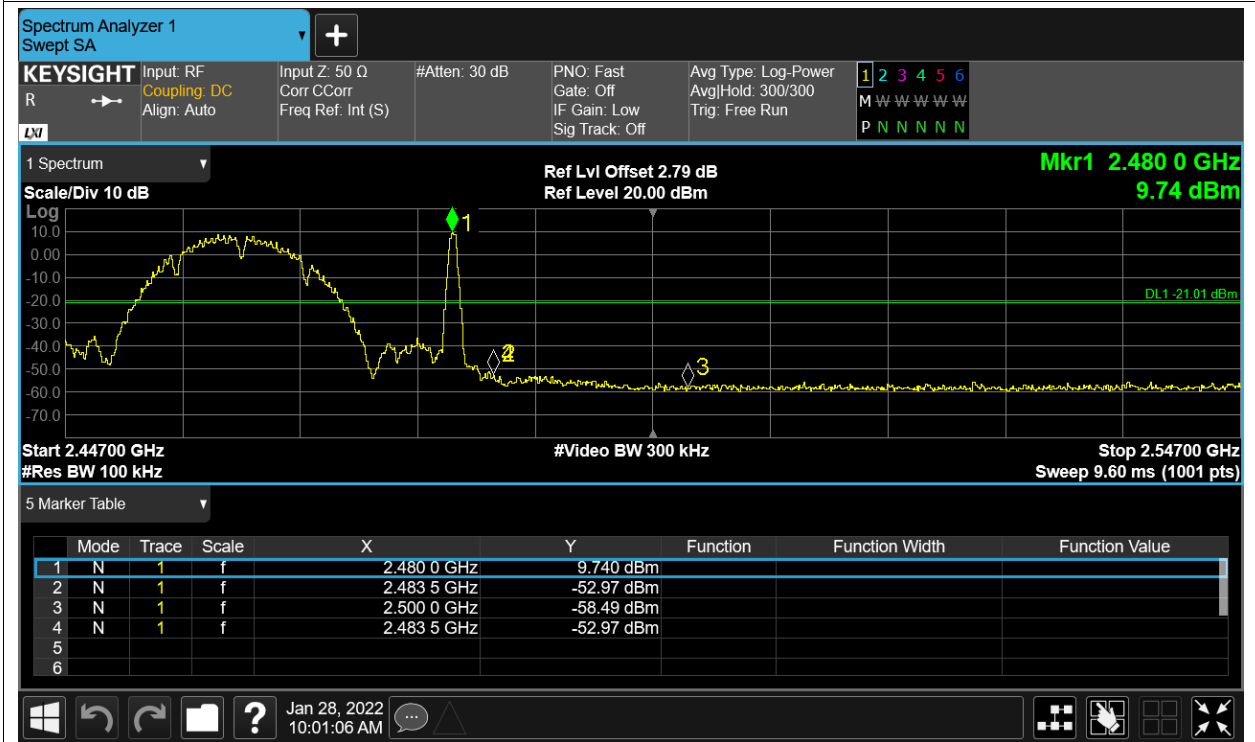 Spectrum Analyzer 1
Swept SA
KEYSIGHT Input: RF Input Z: 50 Ω #Atten: 30 dB PNO: Fast Avg Type: Log-Power 1 2 3 4 5 6
R Coupling: DC Corr CCorr Gate: Off Avg|Hold: 300/300 M W W W W W W
Align: Auto Freq Ref: Int (S) IF Gain: Low Trig: Free Run
LXI Sig Track: Off P N N N N N N
1 Spectrum Ref Lvl Offset 2.79 dB Mkr1 2.480 0 GHz
Scale/Div 10 dB Ref Level 20.00 dBm 9.74 dBm
Log
1
10.0
0.00
-10.0
-20.0 DL1 -21.01 dBm
-30.0
-40.0 2
-50.0 3
-60.0
-70.0
Start 2.44700 GHz #Video BW 300 kHz Stop 2.54700 GHz
#Res BW 100 kHz Sweep 9.60 ms (1001 pts)
5 Marker Table
Mode Trace Scale X Y Function Function Width Function Value
1 N 1 f 2.480 0 GHz 9.740 dBm
2 N 1 f 2.483 5 GHz -52.97 dBm
3 N 1 f 2.500 0 GHz -58.49 dBm
4 N 1 f 2.483 5 GHz -52.97 dBm
5
6
? Jan 28, 2022
10:01:06 AM